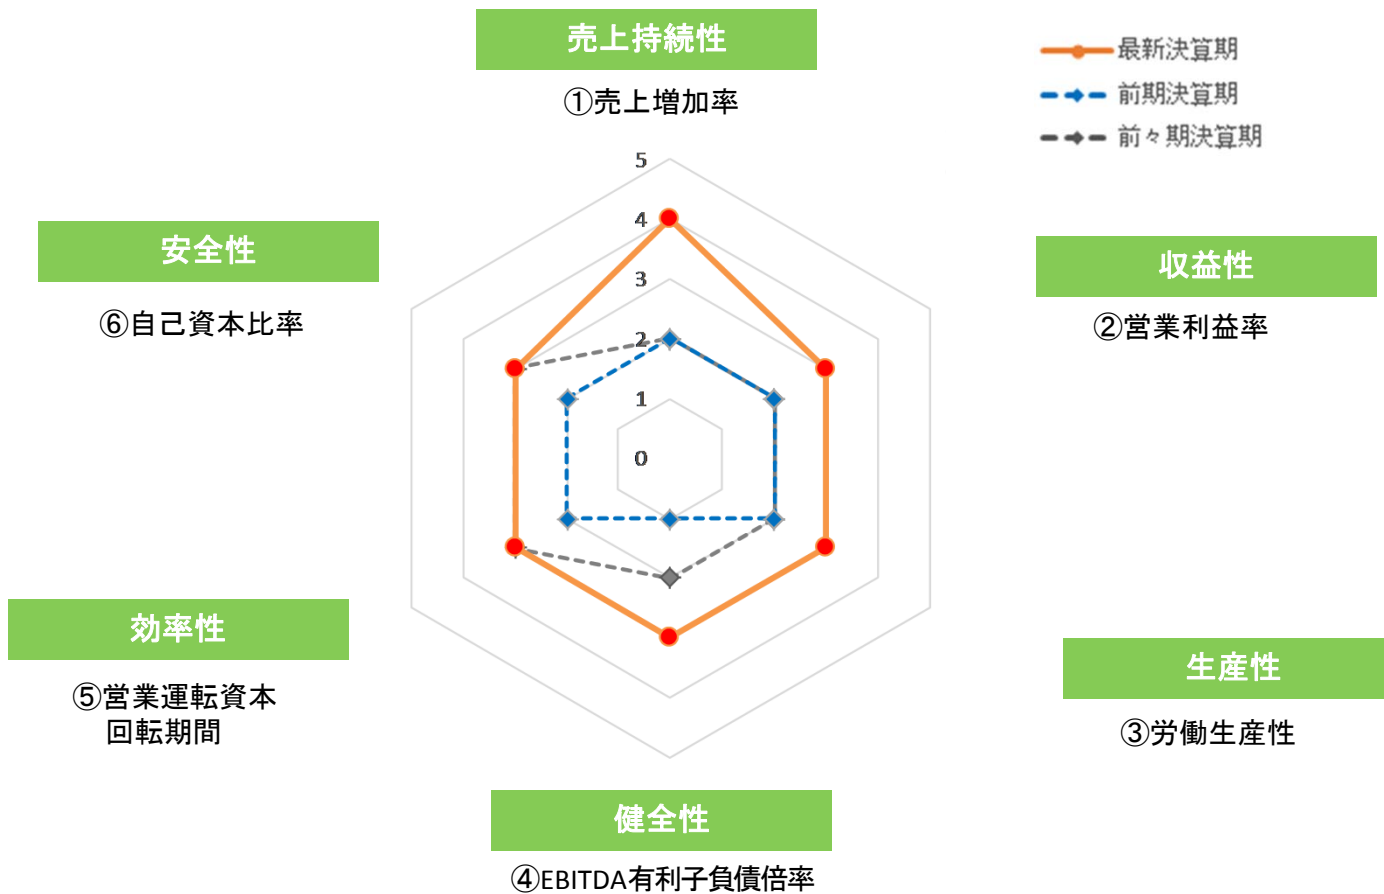 売上持続性
①売上増加率
最新決算期
前期決算期
前々期決算期
5
4
3
2
1
0
安全性
⑥自己資本比率
収益性
②営業利益率
効率性
⑤営業運転資本
回転期間
生産性
③労働生産性
健全性
④EBITDA有利子負債倍率